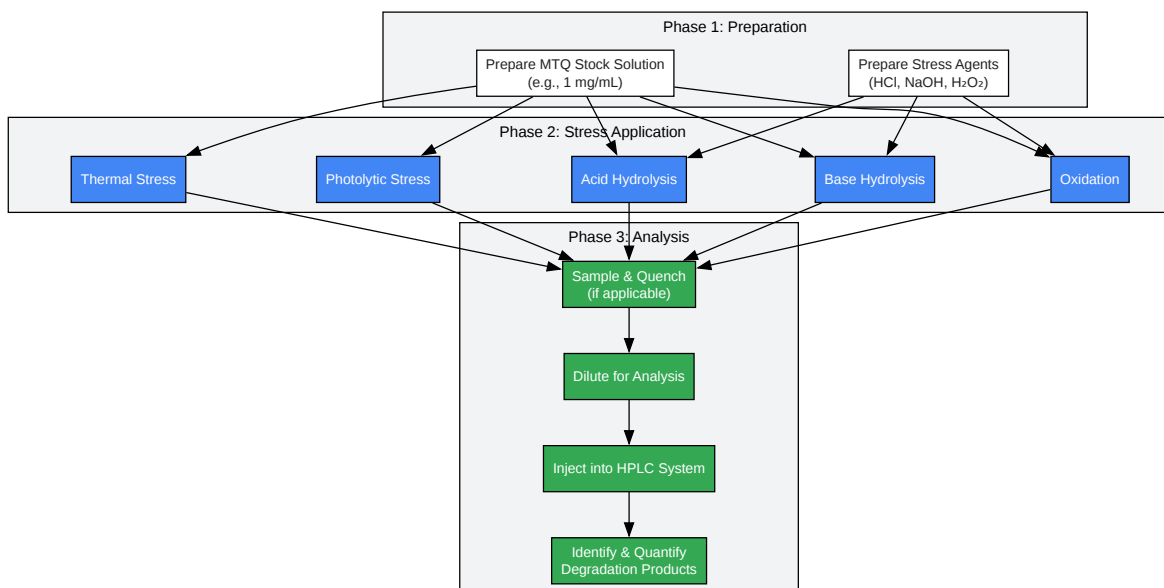 Phase 1: Preparation
Prepare MTQ Stock Solution
(e.g., 1 mg/mL)
Prepare Stress Agents
(HCl, NaOH, H₂O₂)
Phase 2: Stress Application
Thermal Stress
Photolytic Stress
Acid Hydrolysis
Base Hydrolysis
Oxidation
Phase 3: Analysis
Sample & Quench
(if applicable)
Dilute for Analysis
Inject into HPLC System
Identify & Quantify
Degradation Products